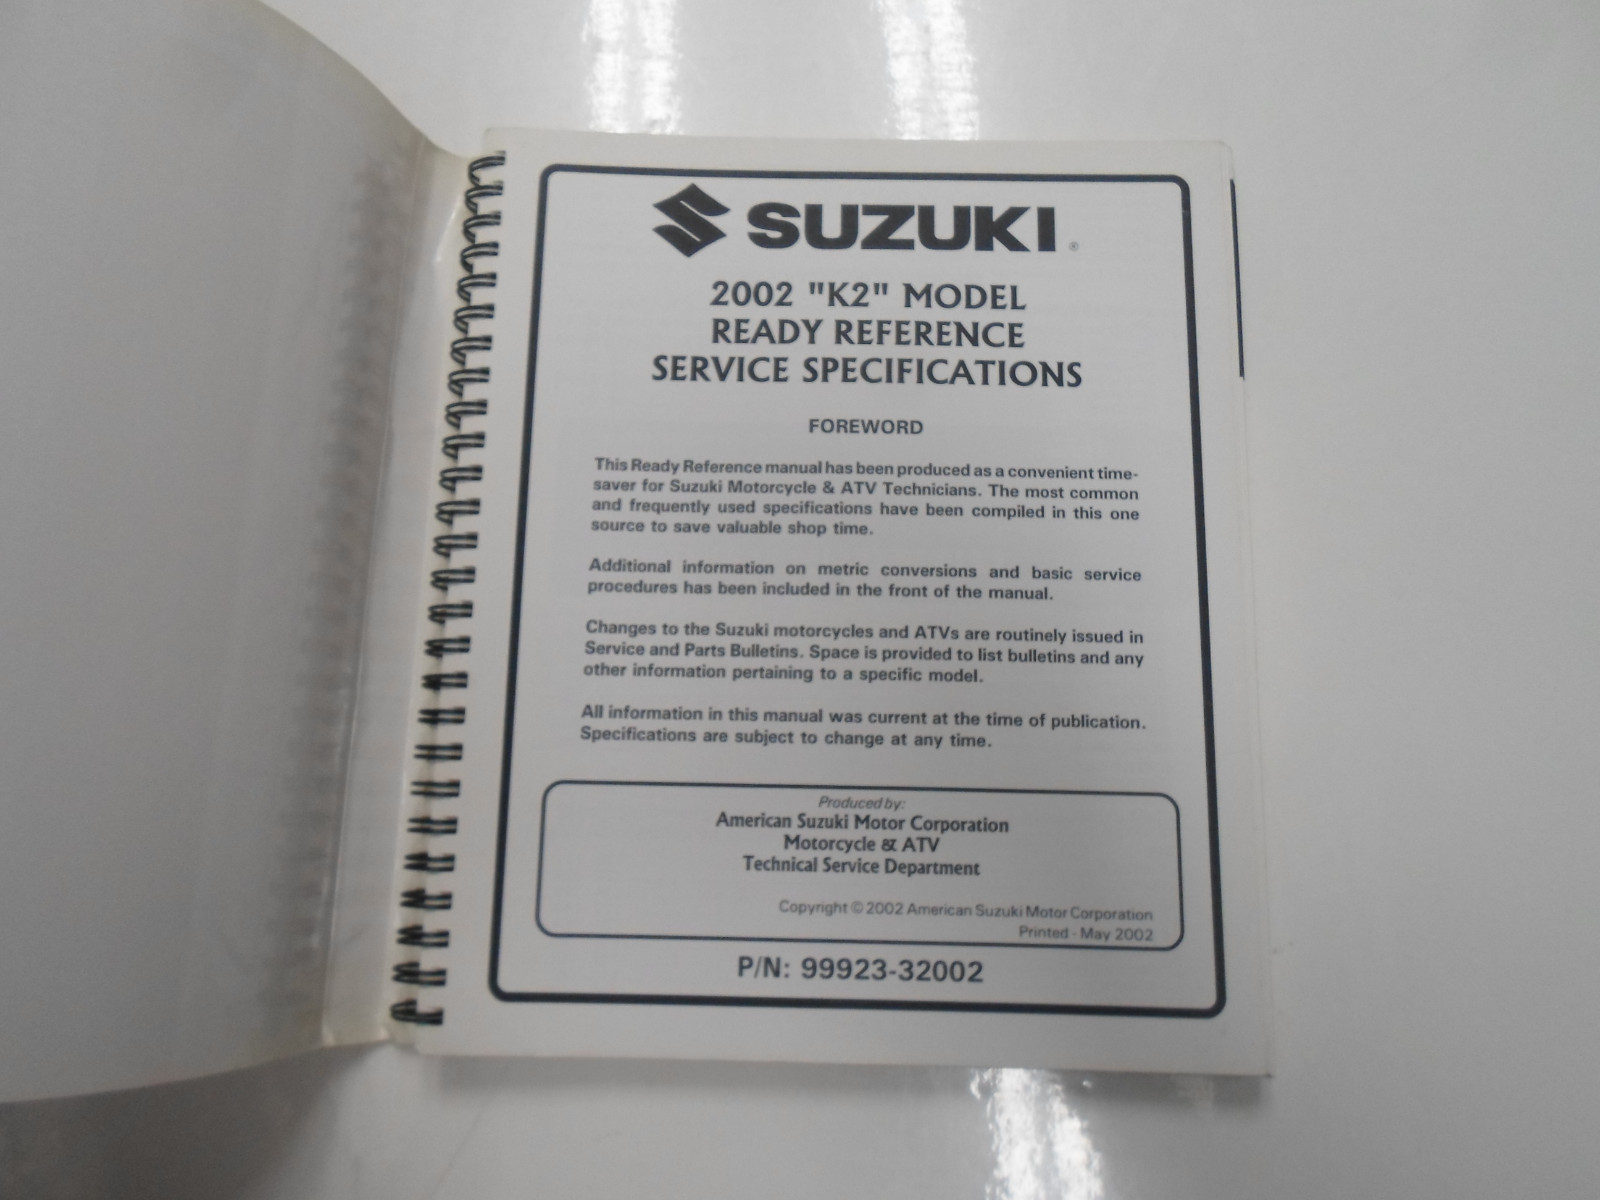 SUZUKI®
2002 "K2" MODEL
READY REFERENCE
SERVICE SPECIFICATIONS
FOREWORD
This Ready Reference manual has been produced as a convenient time-
saver for Suzuki Motorcycle & ATV Technicians. The most common
and frequently used specifications have been compiled in this one
source to save valuable shop time.
Additional information on metric conversions and basic service
procedures has been included in the front of the manual.
Changes to the Suzuki motorcycles and ATVs are routinely issued in
Service and Parts Bulletins. Space is provided to list bulletins and any
other information pertaining to a specific model.
All information in this manual was current at the time of publication.
Specifications are subject to change at any time.
Produced by:
American Suzuki Motor Corporation
Motorcycle & ATV
Technical Service Department
Copyright © 2002 American Suzuki Motor Corporation
Printed - May 2002
P/N: 99923-32002